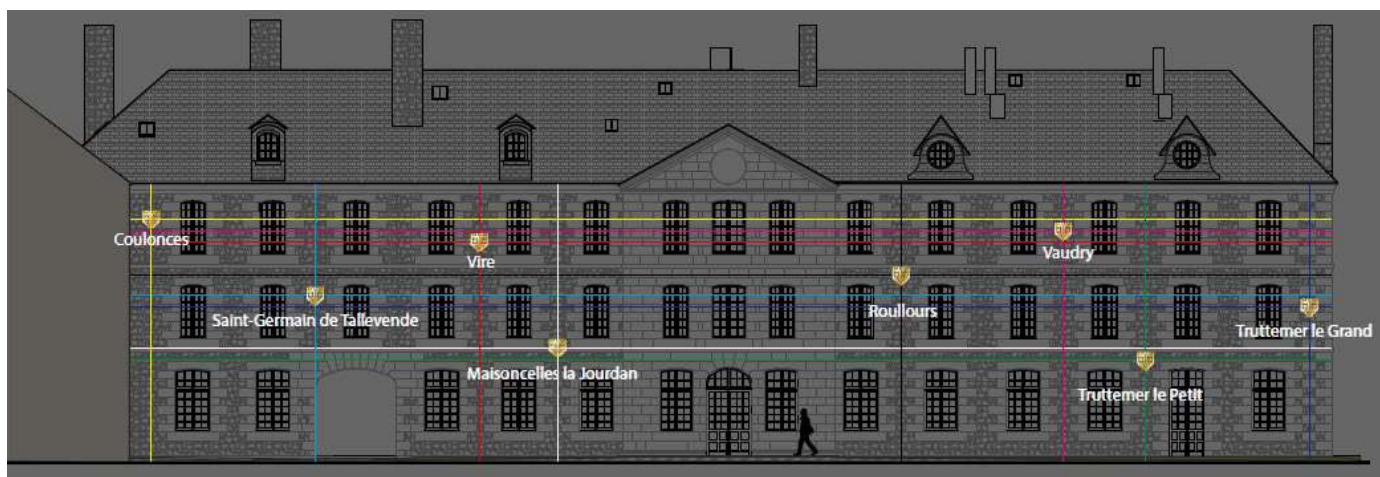 Coulonces
Vire
Vaudry
Roullours
Saint-Germain de Tallevende
Truttemer le Grand
Maisoncelles la Jourdan
Truttemer le Petit